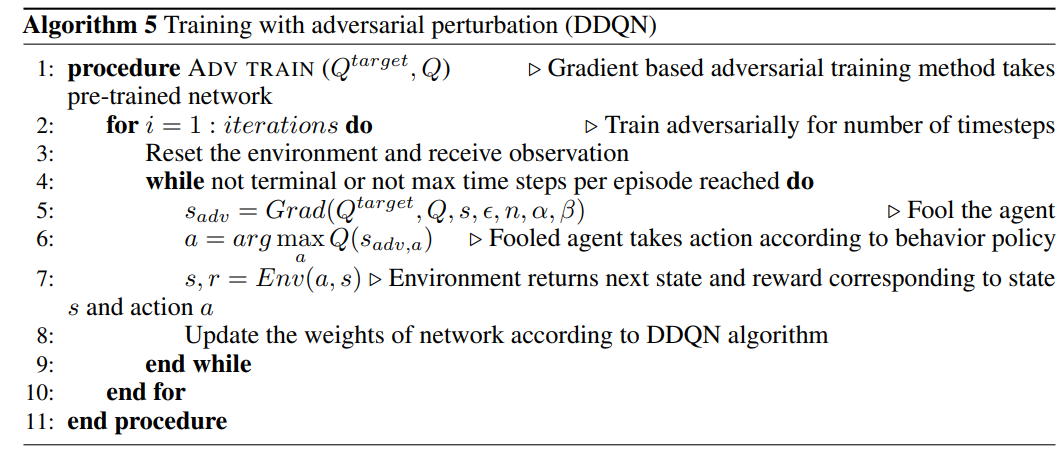 Algorithm 5 Training with adversarial perturbation (DDQN)
1: procedure ADV TRAIN (Q^{target}, Q) ▷ Gradient based adversarial training method takes
pre-trained network
2: for i = 1 : iterations do ▷ Train adversarially for number of timesteps
3: Reset the environment and receive observation
4: while not terminal or not max time steps per episode reached do
5: s_{adv} = Grad(Q^{target}, Q, s, ϵ, n, α, β) ▷ Fool the agent
6: a = arg max_a Q(s_{adv,a}) ▷ Fooled agent takes action according to behavior policy
7: s, r = Env(a, s) ▷ Environment returns next state and reward corresponding to state
s and action a
8: Update the weights of network according to DDQN algorithm
9: end while
10: end for
11: end procedure